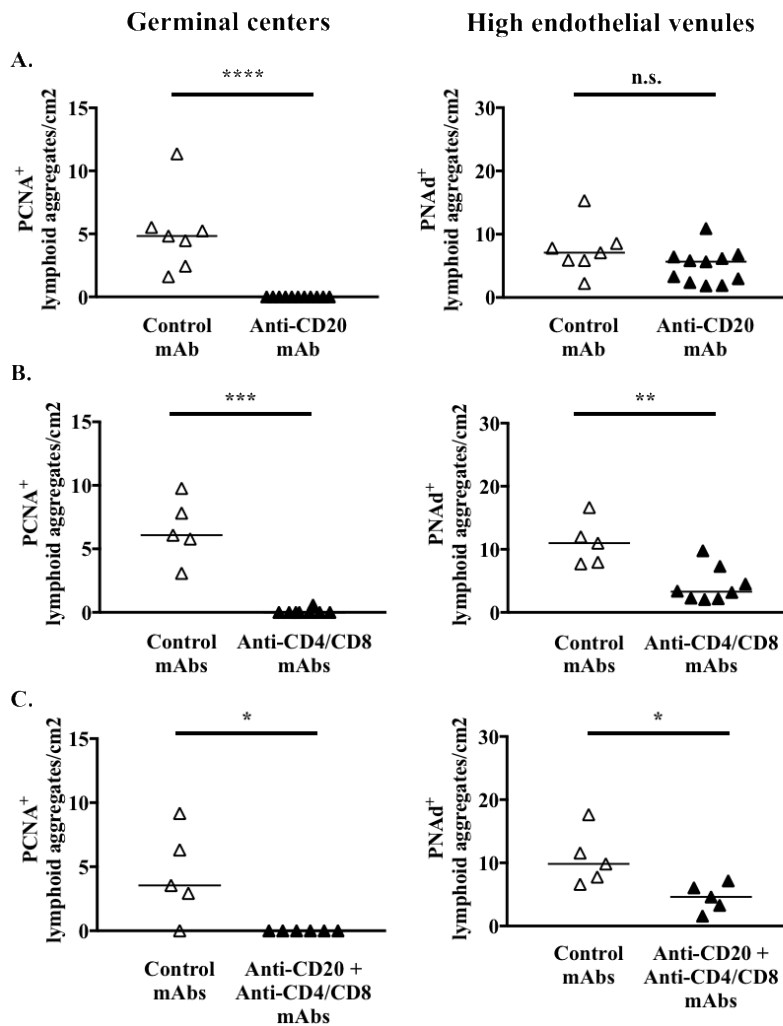 Germinal centers
High endothelial venules
A.
****
PCNA+
lymphoid aggregates/cm2
15
10
5
0
Control
mAb
Anti-CD20
mAb
n.s.
PNAd+
lymphoid aggregates/cm2
30
20
10
0
Control
mAb
Anti-CD20
mAb
B.
***
PCNA+
lymphoid aggregates/cm2
15
10
5
0
Control
mAbs
Anti-CD4/CD8
mAbs
**
PNAd+
lymphoid aggregates/cm2
30
20
10
0
Control
mAbs
Anti-CD4/CD8
mAbs
C.
*
PCNA+
lymphoid aggregates/cm2
15
10
5
0
Control
mAbs
Anti-CD20 +
Anti-CD4/CD8
mAbs
*
PNAd+
lymphoid aggregates/cm2
30
20
10
0
Control
mAbs
Anti-CD20 +
Anti-CD4/CD8
mAbs